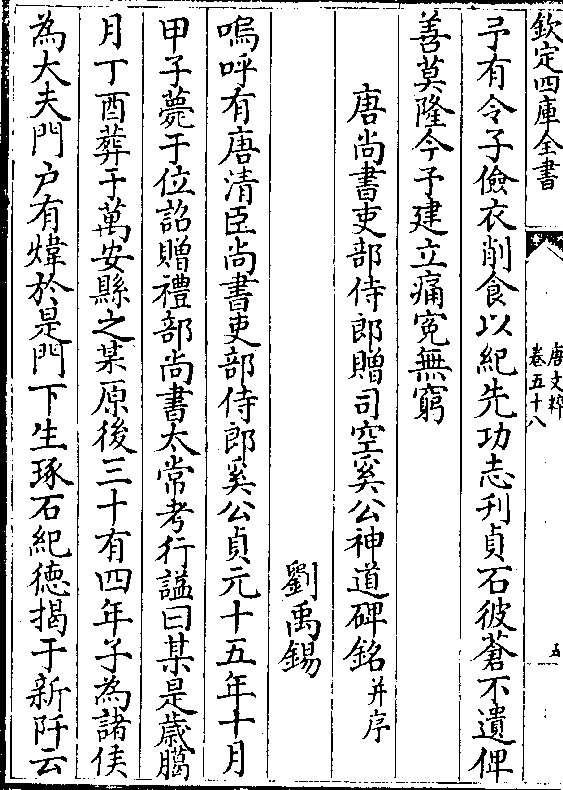 欽定四庫全書
唐文粹
卷五十八
五
予有令子儉衣削食以紀先功志刋貞石彼蒼不遺俾
善莫隆今予建立痛寃無窮
唐尚書吏部侍郎贈司空奚公神道碑銘并序
劉禹錫
嗚呼有唐清臣尚書吏部侍郎奚公貞元十五年十月
甲子薨于位詔贈禮部尚書太常考行諡曰某是歲臈
月丁酉葬于萬安縣之某原後三十有四年子為諸侯
為大夫門户有煒於是門下生琢石紀德揭于新阡云